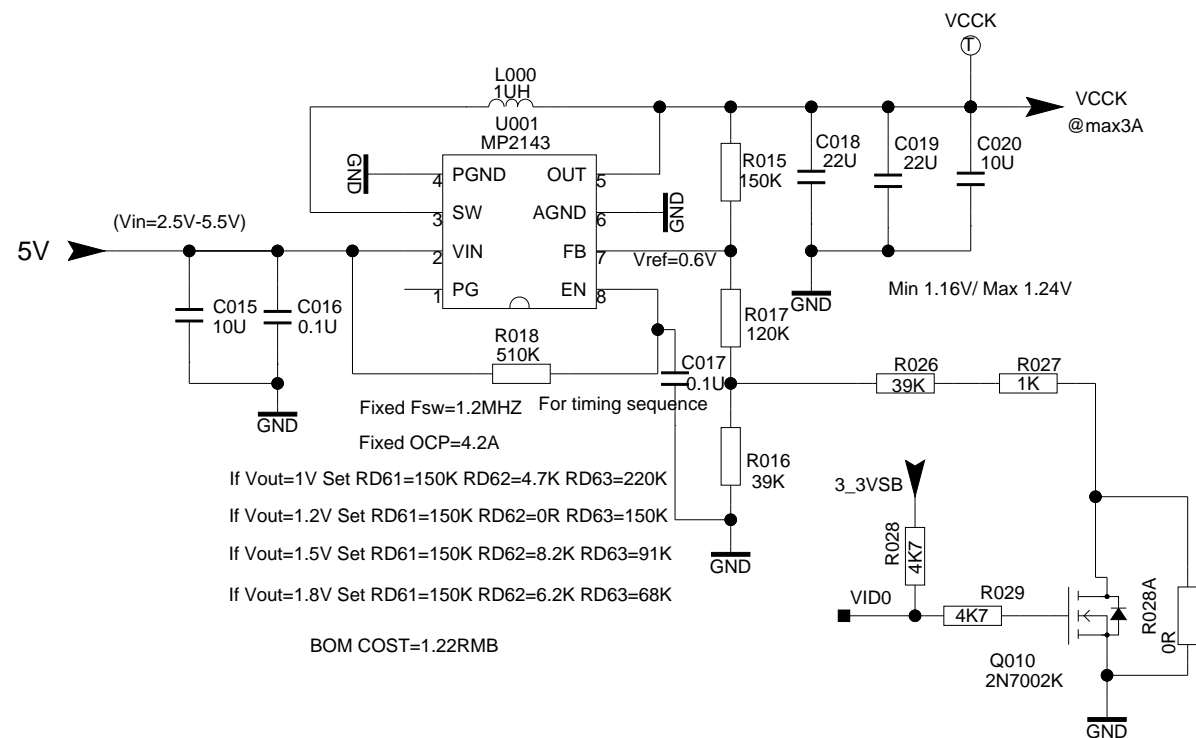 VCCK
T
L000
1UH
VCCK
@max3A
U001
MP2143
GND
4 PGND OUT 5
3 SW AGND 6
GND
2 VIN FB 7
1 PG EN 8
R015
150K
C018
22U
C019
22U
C020
10U
(Vin=2.5V-5.5V)
5V
Vref=0.6V
GND
Min 1.16V/ Max 1.24V
C015
10U
C016
0.1U
R017
120K
R018
510K
C017
0.1U
R026
39K
R027
1K
GND
Fixed Fsw=1.2MHZ
For timing sequence
Fixed OCP=4.2A
R016
39K
If Vout=1V Set RD61=150K RD62=4.7K RD63=220K
If Vout=1.2V Set RD61=150K RD62=0R RD63=150K
If Vout=1.5V Set RD61=150K RD62=8.2K RD63=91K
If Vout=1.8V Set RD61=150K RD62=6.2K RD63=68K
GND
3_3VSB
R028
4K7
VID0
R029
4K7
R028A
0R
BOM COST=1.22RMB
Q010
2N7002K
GND